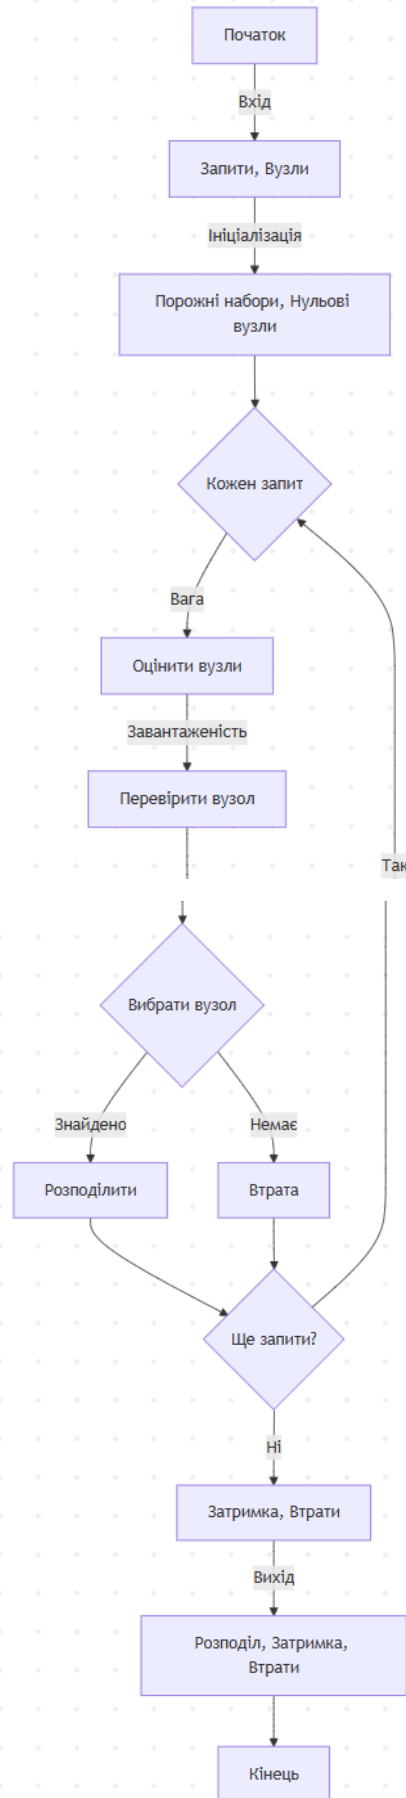 Початок
Вхід
Запити, Вузли
Ініціалізація
Порожні набори, Нульові
вузли
Кожен запит
Вага
Оцінити вузли
Завантаженість
Перевірити вузол
Так
Вибрати вузол
Знайдено
Немає
Розподілити
Втрата
Ще запити?
Ні
Затримка, Втрати
Вихід
Розподіл, Затримка,
Втрати
Кінець